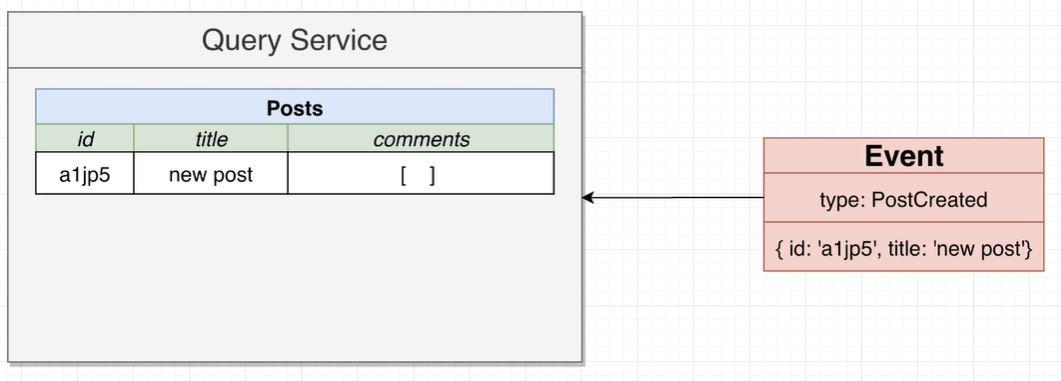 Query Service
Posts
id title comments
a1jp5 new post [ ]
Event
type: PostCreated
{ id: 'a1jp5', title: 'new post'}